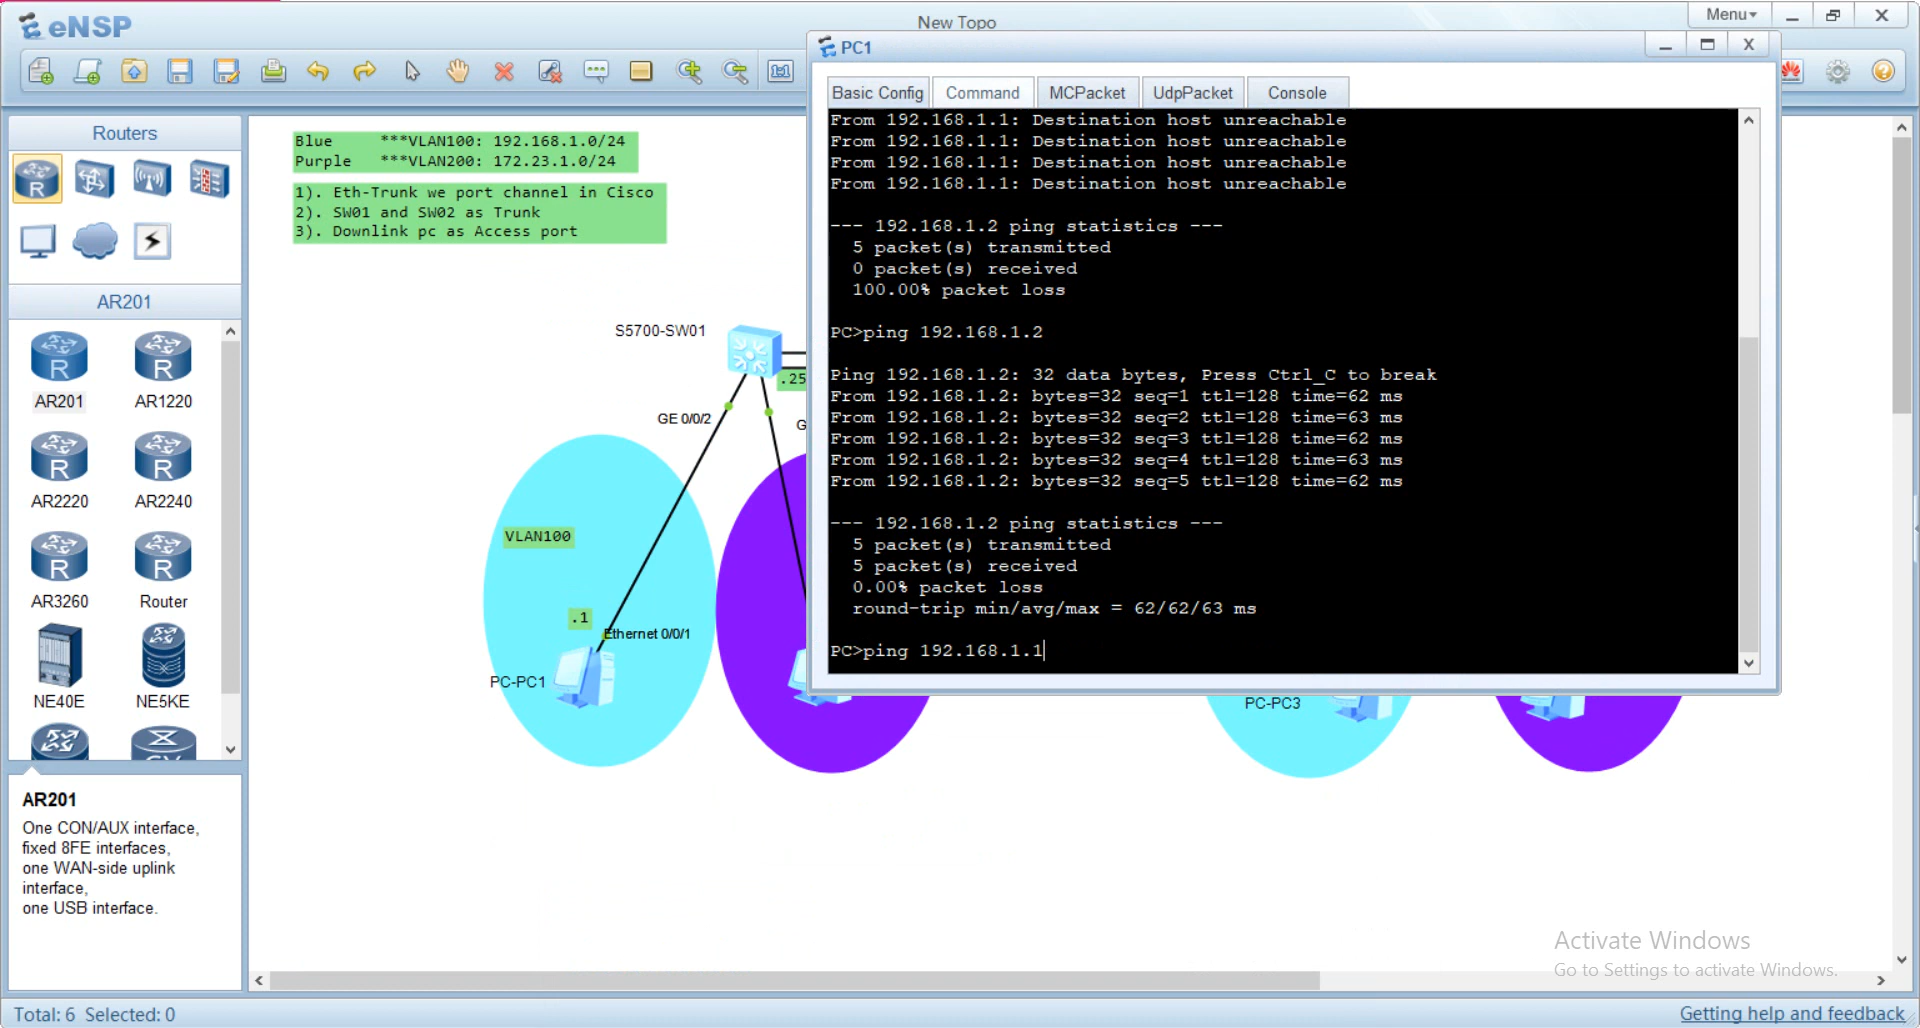 eNSP
New Topo
Menu
PC1
Basic Config
Command
MCPacket
UdpPacket
Console
Routers
AR201
AR201
AR1220
AR2220
AR2240
AR3260
Router
NE40E
NE5KE
AR201
One CON/AUX interface,
fixed 8FE interfaces,
one WAN-side uplink
interface,
one USB interface.
Blue ***VLAN100: 192.168.1.0/24
Purple ***VLAN200: 172.23.1.0/24
1). Eth-Trunk we port channel in Cisco
2). SW01 and SW02 as Trunk
3). Downlink pc as Access port
S5700-SW01
.25
GE 0/0/2
G
VLAN100
.1
Ethernet 0/0/1
PC-PC1
PC-PC3
From 192.168.1.1: Destination host unreachable
From 192.168.1.1: Destination host unreachable
From 192.168.1.1: Destination host unreachable
From 192.168.1.1: Destination host unreachable
--- 192.168.1.2 ping statistics ---
5 packet(s) transmitted
0 packet(s) received
100.00% packet loss
PC>ping 192.168.1.2
Ping 192.168.1.2: 32 data bytes, Press Ctrl_C to break
From 192.168.1.2: bytes=32 seq=1 ttl=128 time=62 ms
From 192.168.1.2: bytes=32 seq=2 ttl=128 time=63 ms
From 192.168.1.2: bytes=32 seq=3 ttl=128 time=62 ms
From 192.168.1.2: bytes=32 seq=4 ttl=128 time=63 ms
From 192.168.1.2: bytes=32 seq=5 ttl=128 time=62 ms
--- 192.168.1.2 ping statistics ---
5 packet(s) transmitted
5 packet(s) received
0.00% packet loss
round-trip min/avg/max = 62/62/63 ms
PC>ping 192.168.1.1
Activate Windows
Go to Settings to activate Windows.
Total: 6 Selected: 0
Getting help and feedback